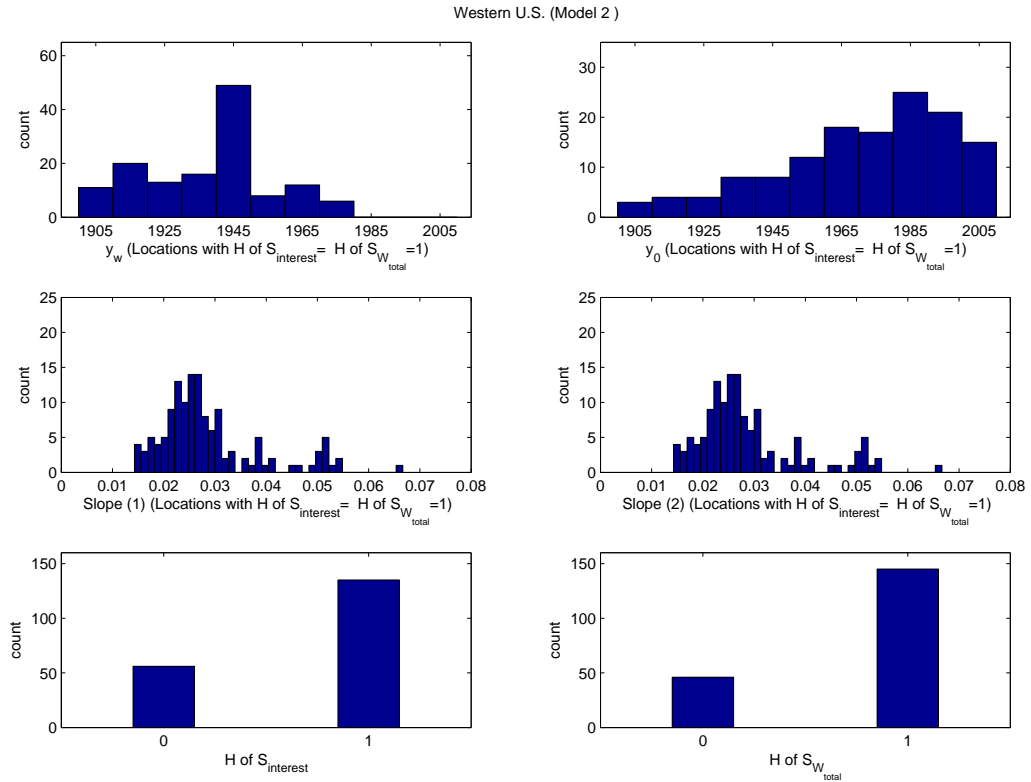 Western U.S. (Model 2 )
60
40
20
0
count
1905 1925 1945 1965 1985 2005
y_w (Locations with H of S_interest= H of S_W_total =1)
30
20
10
0
count
1905 1925 1945 1965 1985 2005
y_0 (Locations with H of S_interest= H of S_W_total =1)
25
20
15
10
5
0
count
0 0.01 0.02 0.03 0.04 0.05 0.06 0.07 0.08
Slope (1) (Locations with H of S_interest= H of S_W_total =1)
25
20
15
10
5
0
count
0 0.01 0.02 0.03 0.04 0.05 0.06 0.07 0.08
Slope (2) (Locations with H of S_interest= H of S_W_total =1)
150
100
50
0
count
0 1
H of S_interest
150
100
50
0
count
0 1
H of S_W_total